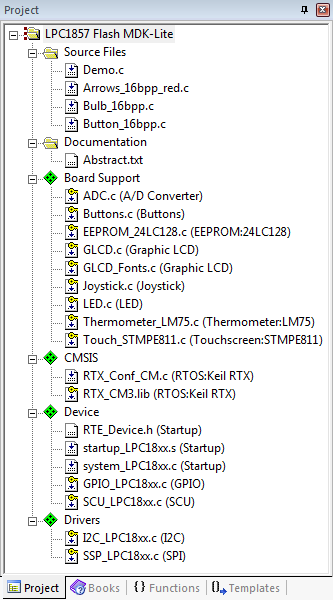 Project
LPC1857 Flash MDK-Lite
Source Files
Demo.c
Arrows_16bpp_red.c
Bulb_16bpp.c
Button_16bpp.c
Documentation
Abstract.txt
Board Support
ADC.c (A/D Converter)
Buttons.c (Buttons)
EEPROM_24LC128.c (EEPROM:24LC128)
GLCD.c (Graphic LCD)
GLCD_Fonts.c (Graphic LCD)
Joystick.c (Joystick)
LED.c (LED)
Thermometer_LM75.c (Thermometer:LM75)
Touch_STMPE811.c (Touchscreen:STMPE811)
CMSIS
RTX_Conf_CM.c (RTOS:Keil RTX)
RTX_CM3.lib (RTOS:Keil RTX)
Device
RTE_Device.h (Startup)
startup_LPC18xx.s (Startup)
system_LPC18xx.c (Startup)
GPIO_LPC18xx.c (GPIO)
SCU_LPC18xx.c (SCU)
Drivers
I2C_LPC18xx.c (I2C)
SSP_LPC18xx.c (SPI)
Project Books {} Functions Templates